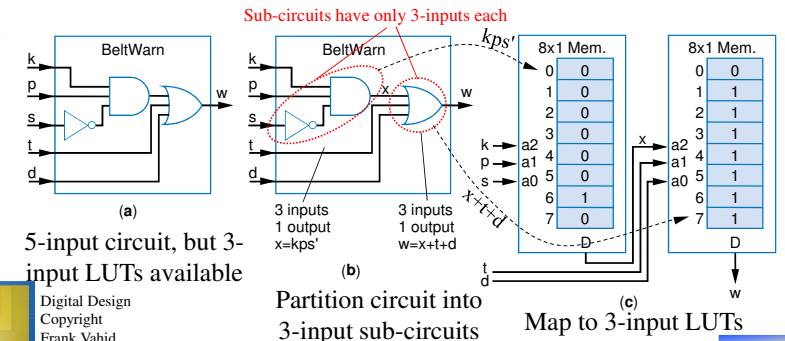 Sub-circuits have only 3-inputs each
BeltWarn
k
p
s
t
d
w
(a)
5-input circuit, but 3-
input LUTs available
BeltWarn
k
p
s
t
d
x
w
3 inputs
1 output
x=kps'
3 inputs
1 output
w=x+t+d
(b)
Partition circuit into
3-input sub-circuits
kps'
x+t+d
8x1 Mem.
0 0
1 0
2 0
3 0
4 0
5 0
6 1
7 0
k a2
p a1
s a0
D
t
d
x
8x1 Mem.
0 0
1 1
2 1
3 1
4 1
5 1
6 1
7 1
a2
a1
a0
D
w
(c)
Map to 3-input LUTs
Digital Design
Copyright
Frank Vahid